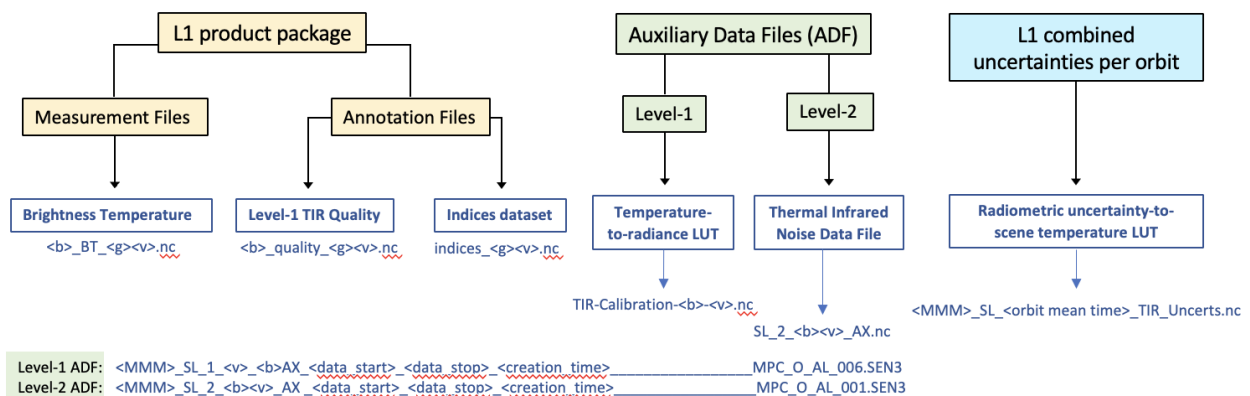 L1 product package
Measurement Files
Annotation Files
Brightness Temperature
<b>_BT_<g><v>.nc
Level-1 TIR Quality
<b>_quality_<g><v>.nc
Indices dataset
indices_<g><v>.nc
Auxiliary Data Files (ADF)
Level-1
Level-2
Temperature-
to-radiance LUT
TIR-Calibration-<b>-<v>.nc
Thermal Infrared
Noise Data File
SL_2_<b><v>_AX.nc
L1 combined
uncertainties per orbit
Radiometric uncertainty-to-
scene temperature LUT
<MMM>_SL_<orbit mean time>_TIR_Uncerts.nc
Level-1 ADF: <MMM>_SL_1_<v>_<b>AX_<data_start>_<data_stop>_<creation_time>_________________MPC_O_AL_006.SEN3
Level-2 ADF: <MMM>_SL_2_<b><v>_AX_<data_start>_<data_stop>_<creation_time>_________________MPC_O_AL_001.SEN3